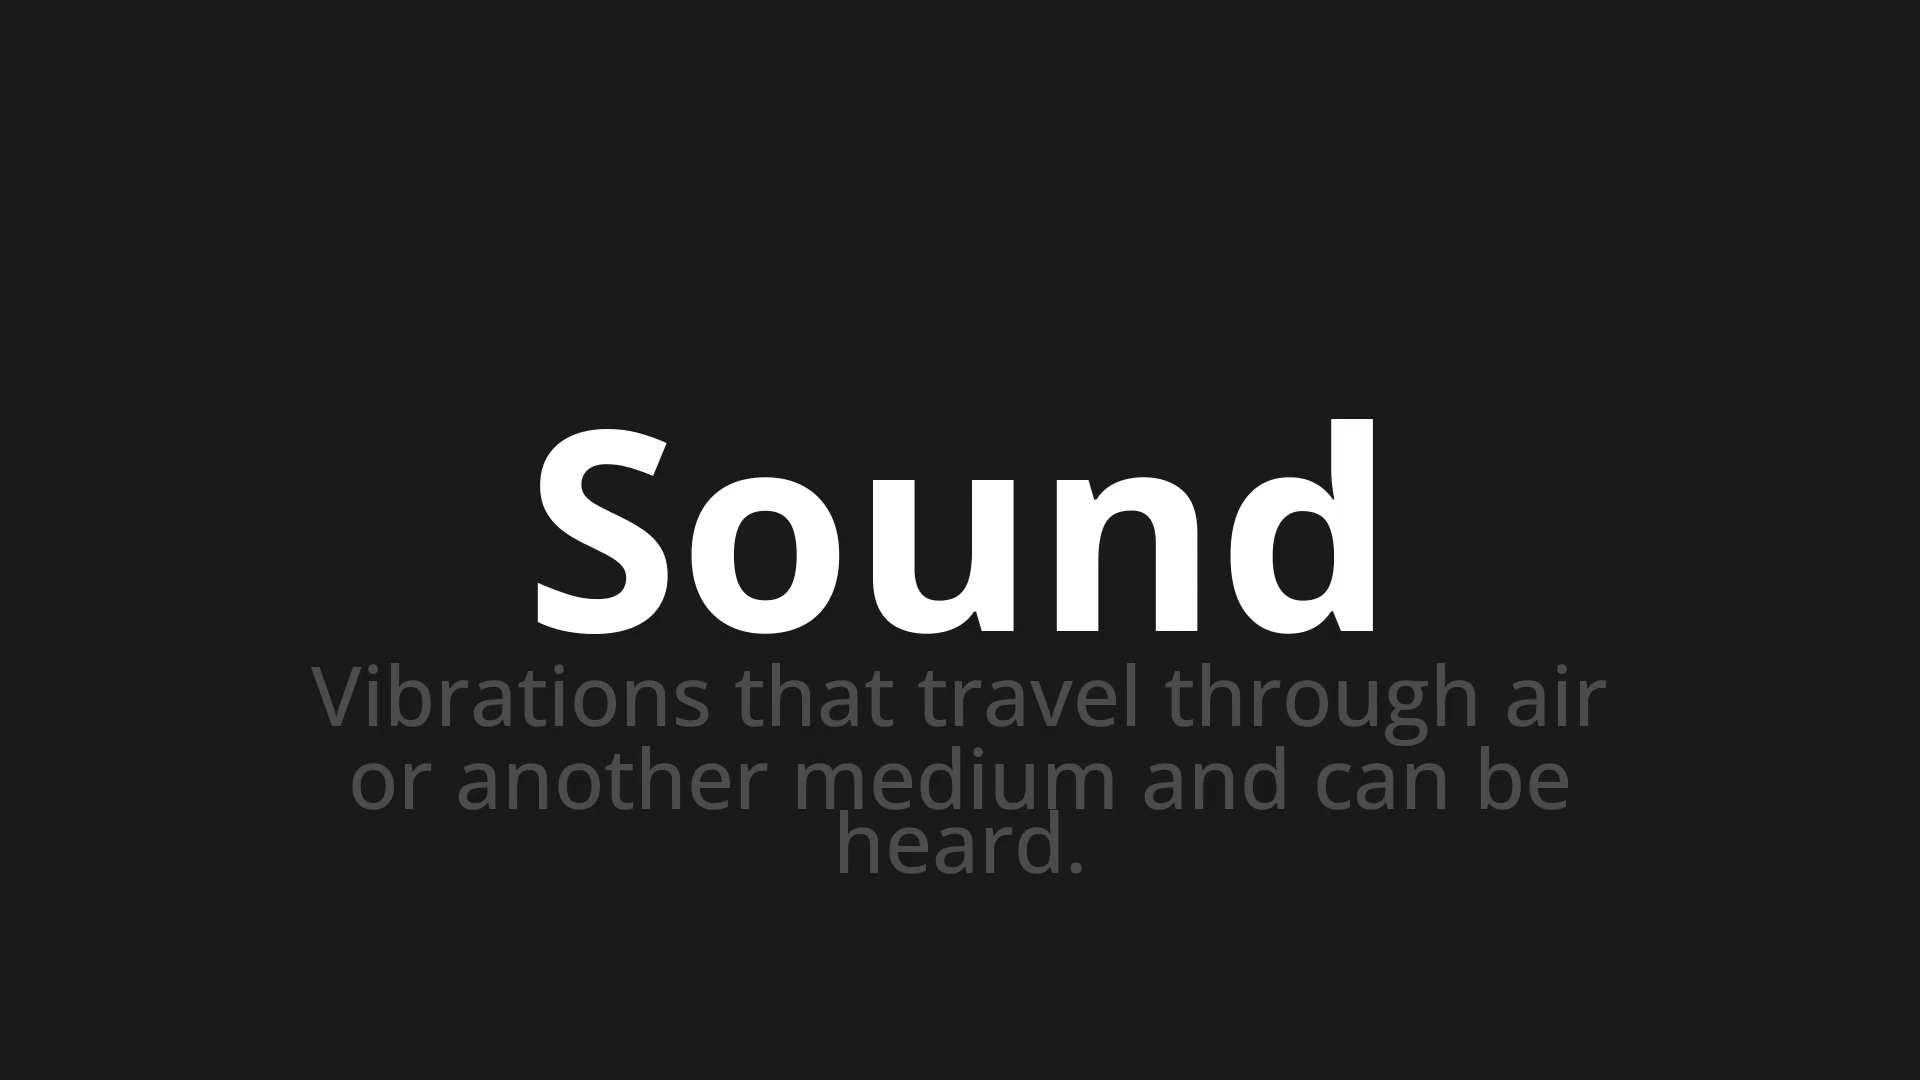 Sound
Vibrations that travel through air
or another medium and can be
heard.